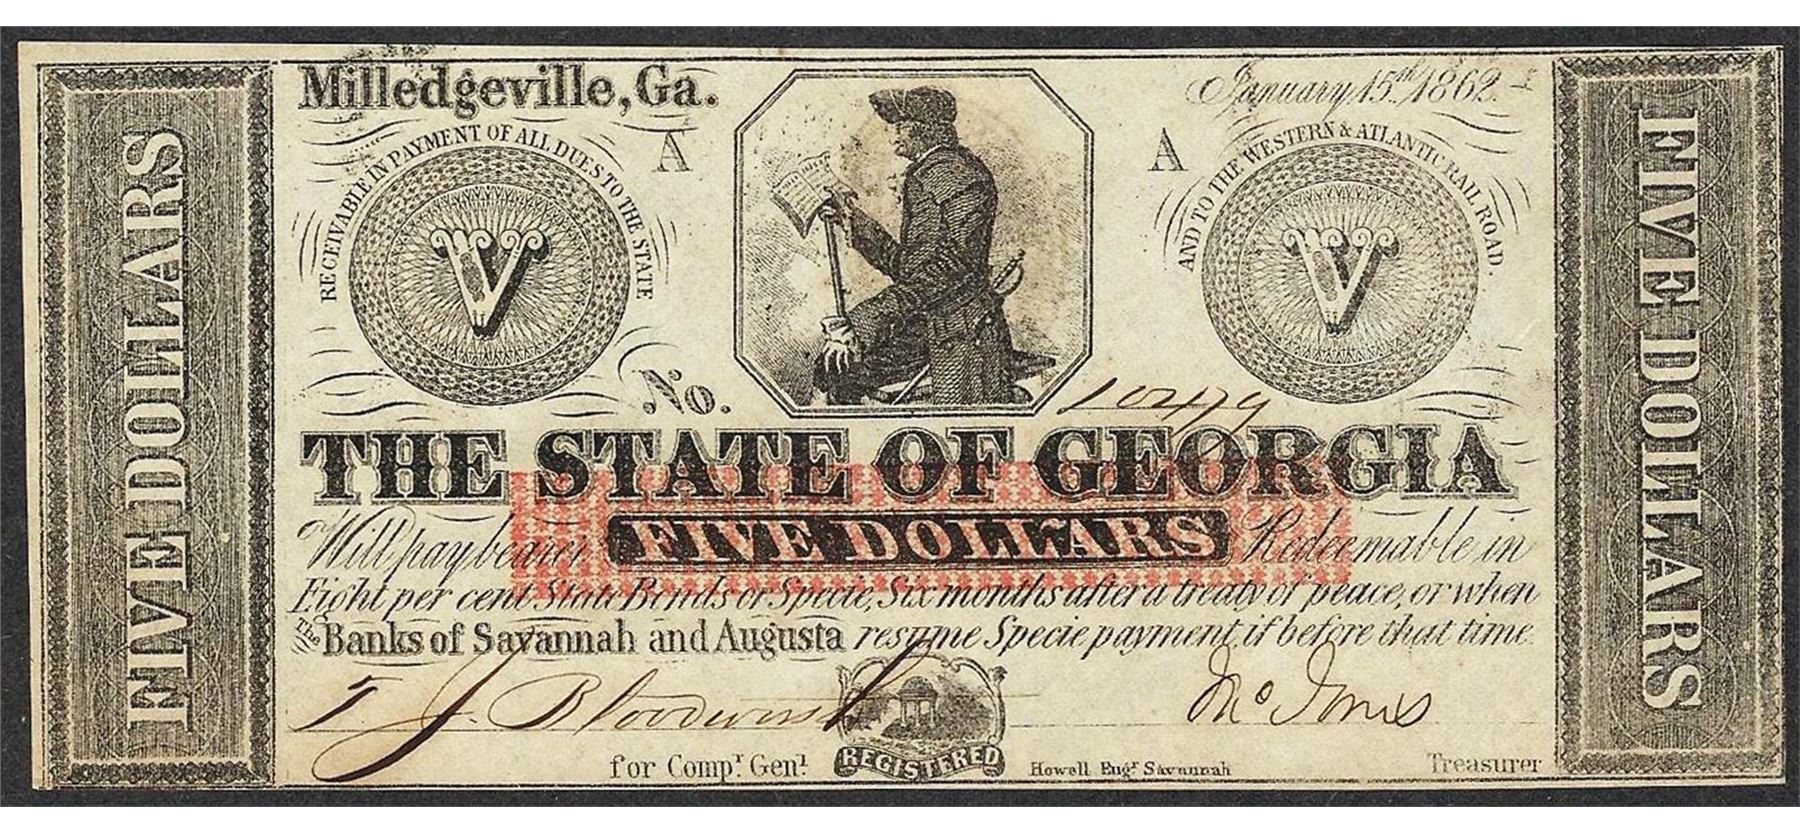 FIVE DOLLARS
Milledgeville, Ga.
January 15th 1862
RECEIVABLE IN PAYMENT OF ALL DUES TO THE STATE
A
A
AND TO THE WESTERN & ATLANTIC RAIL ROAD.
V
V
No. 10479
THE STATE OF GEORGIA
Will pay bearer FIVE DOLLARS Redeemable in
Eight per cent State Bonds or Specie, Six months after a treaty of peace, or when
The Banks of Savannah and Augusta resume Specie payment, if before that time.
Jno Jones
for Compr Genl REGISTERED Howell Engr Savannah Treasurer
FIVE DOLLARS